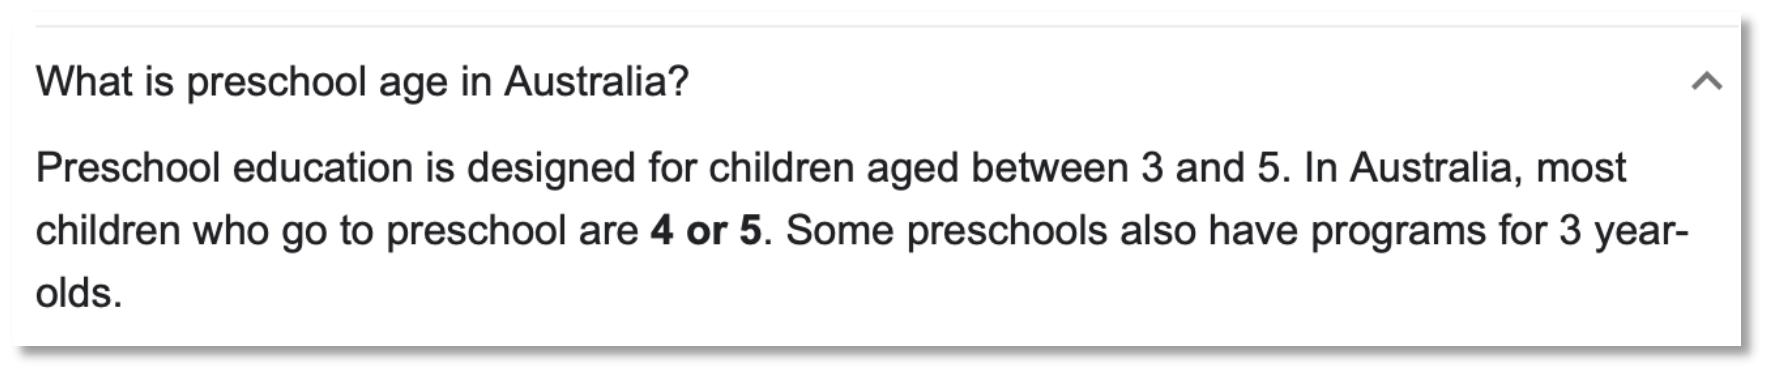 What is preschool age in Australia?
Preschool education is designed for children aged between 3 and 5. In Australia, most
children who go to preschool are 4 or 5. Some preschools also have programs for 3 year-
olds.